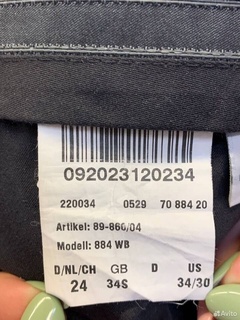 092023120234
220034 0529 70 884 20
Artikel: 89-860/04
Modell: 884 WB
D/NL/CH GB D US
24 34S 34/30
Avito